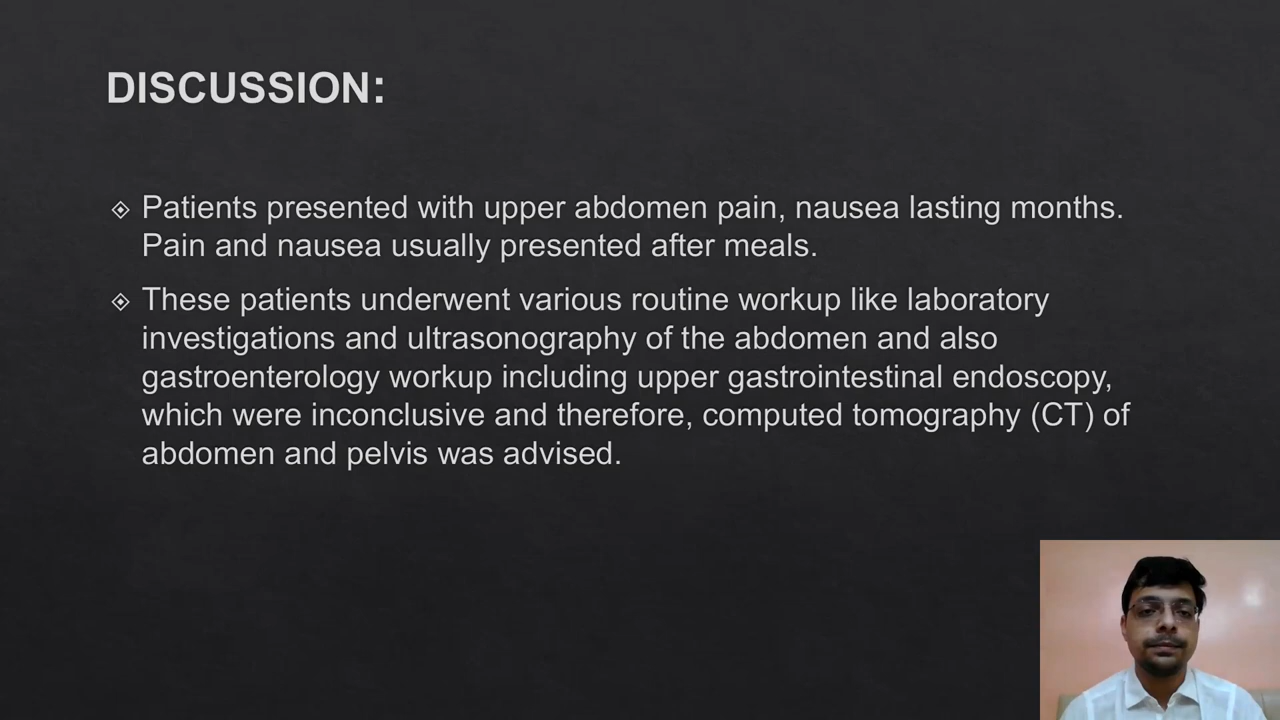 DISCUSSION:
Patients presented with upper abdomen pain, nausea lasting months.
Pain and nausea usually presented after meals.
These patients underwent various routine workup like laboratory
investigations and ultrasonography of the abdomen and also
gastroenterology workup including upper gastrointestinal endoscopy,
which were inconclusive and therefore, computed tomography (CT) of
abdomen and pelvis was advised.